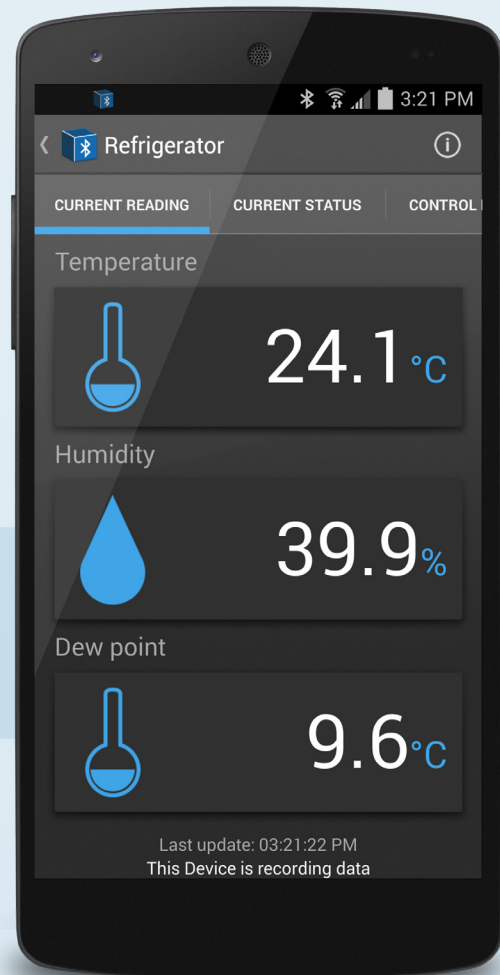 3:21 PM
Refrigerator
CURRENT READING CURRENT STATUS CONTROL
Temperature
24.1 °C
Humidity
39.9%
Dew point
9.6 °C
Last update: 03:21:22 PM
This Device is recording data